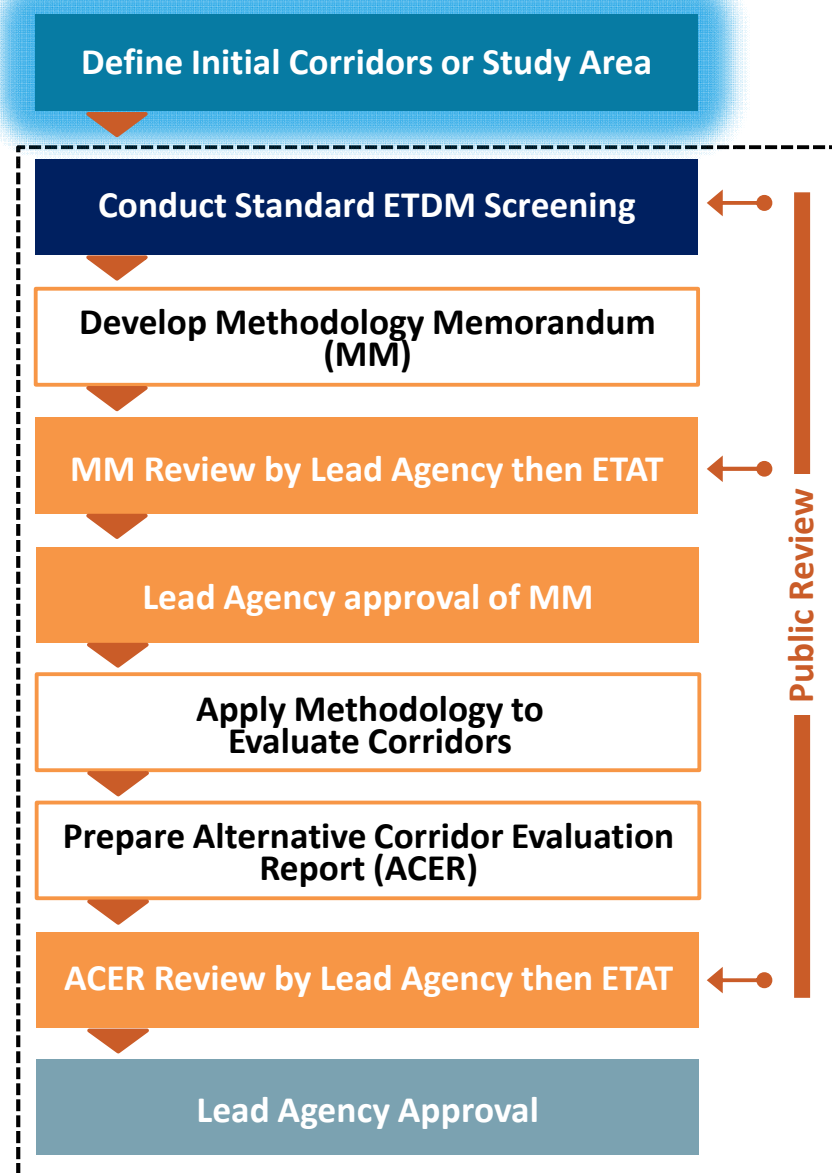 Define Initial Corridors or Study Area
Conduct Standard ETDM Screening
Develop Methodology Memorandum
(MM)
MM Review by Lead Agency then ETAT
Lead Agency approval of MM
Apply Methodology to
Evaluate Corridors
Prepare Alternative Corridor Evaluation
Report (ACER)
ACER Review by Lead Agency then ETAT
Lead Agency Approval
Public Review